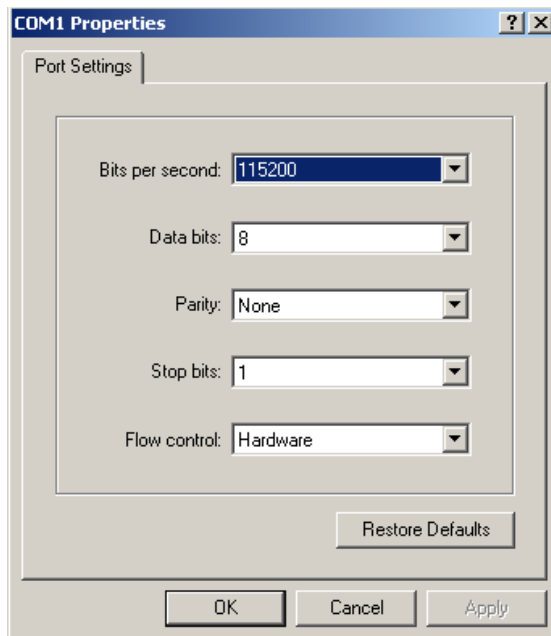 COM1 Properties
Port Settings
Bits per second: 115200
Data bits: 8
Parity: None
Stop bits: 1
Flow control: Hardware
Restore Defaults
OK Cancel Apply